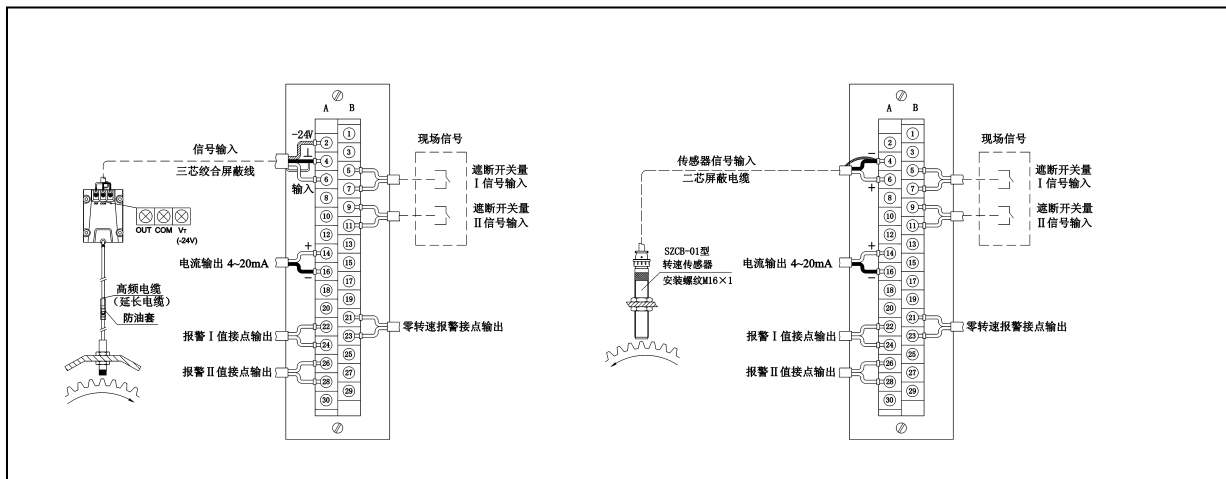 A B
-24V
⊥
输入
信号输入
三芯绞合屏蔽线
OUT COM VT
(-24V)
高频电缆
(延长电缆)
防油套
+
电流输出 4~20mA
−
报警Ⅰ值接点输出
报警Ⅱ值接点输出
① ② ③ ④ ⑤ ⑥ ⑦ ⑧ ⑨ ⑩ ⑪ ⑫ ⑬ ⑭ ⑮ ⑯ ⑰ ⑱ ⑲ ⑳ ㉑ ㉒ ㉓ ㉔ ㉕ ㉖ ㉗ ㉘ ㉙ ㉚
现场信号
遮断开关量
Ⅰ信号输入
遮断开关量
Ⅱ信号输入
零转速报警接点输出
A B
−
传感器信号输入
二芯屏蔽电缆
+
SZCB-01型
转速传感器
安装螺纹M16×1
+
电流输出 4~20mA
−
报警Ⅰ值接点输出
报警Ⅱ值接点输出
① ② ③ ④ ⑤ ⑥ ⑦ ⑧ ⑨ ⑩ ⑪ ⑫ ⑬ ⑭ ⑮ ⑯ ⑰ ⑱ ⑲ ⑳ ㉑ ㉒ ㉓ ㉔ ㉕ ㉖ ㉗ ㉘ ㉙ ㉚
现场信号
遮断开关量
Ⅰ信号输入
遮断开关量
Ⅱ信号输入
零转速报警接点输出